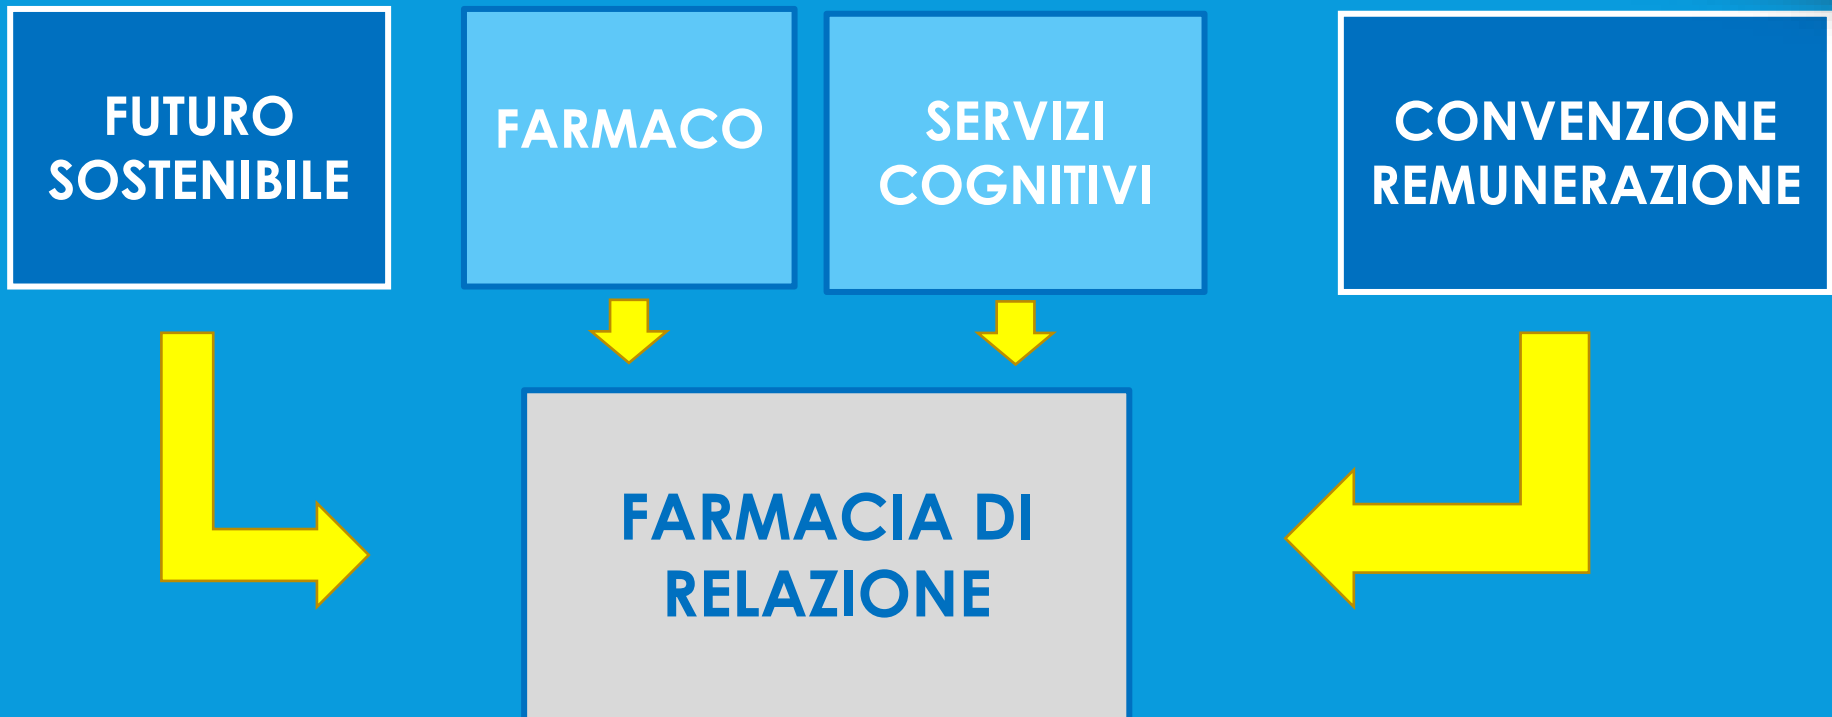 FUTURO
SOSTENIBILE
FARMACO
SERVIZI
COGNITIVI
CONVENZIONE
REMUNERAZIONE
FARMACIA DI
RELAZIONE